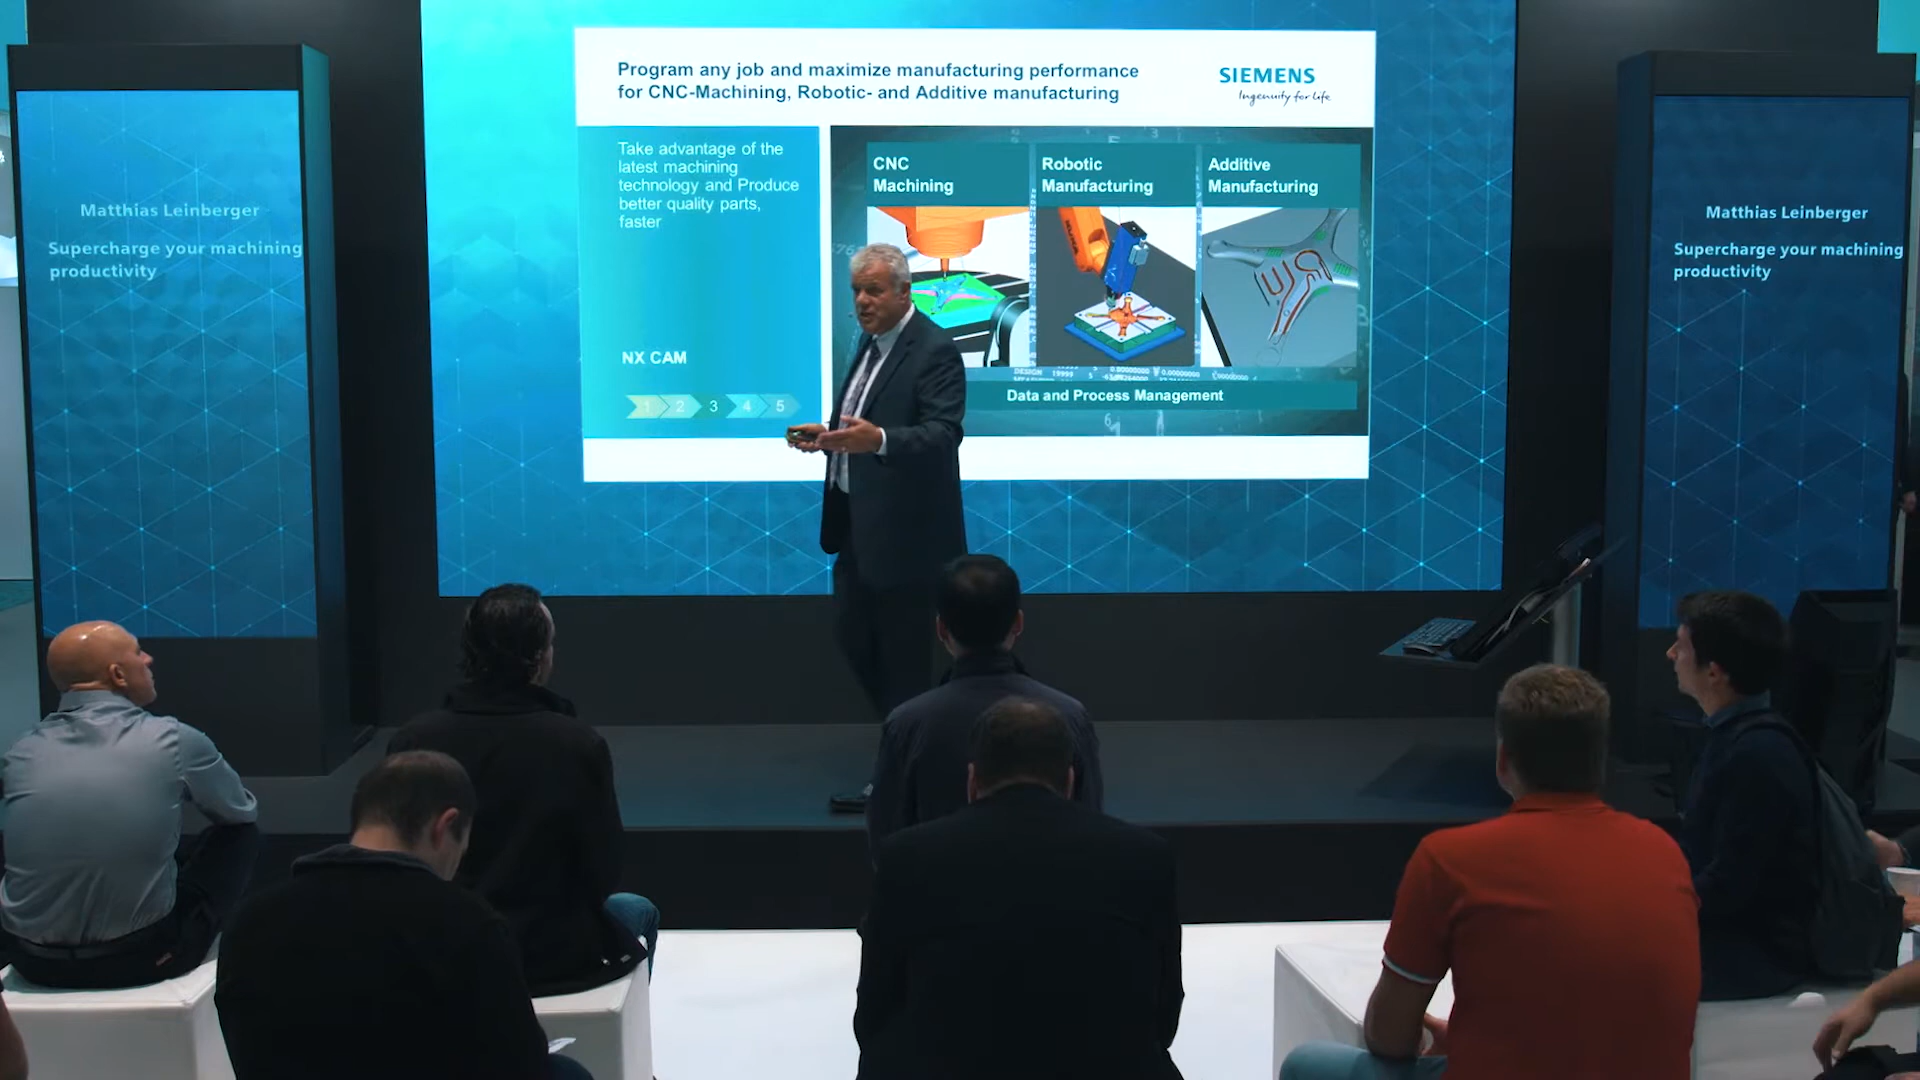 Matthias Leinberger
Supercharge your machining
productivity
Program any job and maximize manufacturing performance
for CNC-Machining, Robotic- and Additive manufacturing
SIEMENS
Ingenuity for life
Take advantage of the
latest machining
technology and Produce
better quality parts,
faster
NX CAM
1 2 3 4 5
CNC
Machining
Robotic
Manufacturing
Additive
Manufacturing
Data and Process Management
Matthias Leinberger
Supercharge your machining
productivity